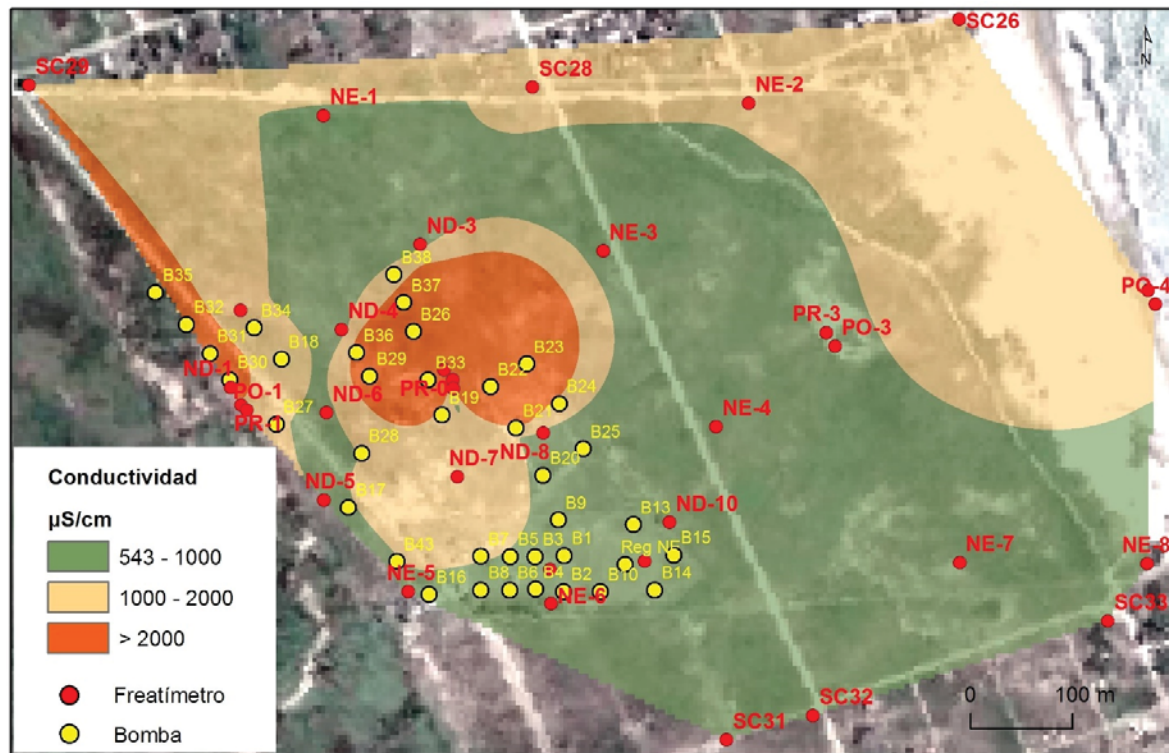 SC26
N
SC29
SC28
NE-2
NE-1
ND-3
NE-3
B38
B35
B37
PO-4
B32
B34
ND-4
B26
PR-3
PO-3
B31
B36
B18
B23
B30
B29
B33
B22
ND-1
PR-0
B24
PO-1
ND-6
B19
B21
PR-1
B27
NE-4
B28
ND-8
B25
ND-7
B20
ND-5
B17
B9
B13
ND-10
B43
B7
B5
B3
B1
Reg NE
B15
NE-7
NE-8
NE-5
B16
B8
B6
B4
B2
B10
B14
NE-6
SC33
SC32
SC31
Conductividad
µS/cm
543 - 1000
1000 - 2000
> 2000
Freatímetro
Bomba
0 100 m